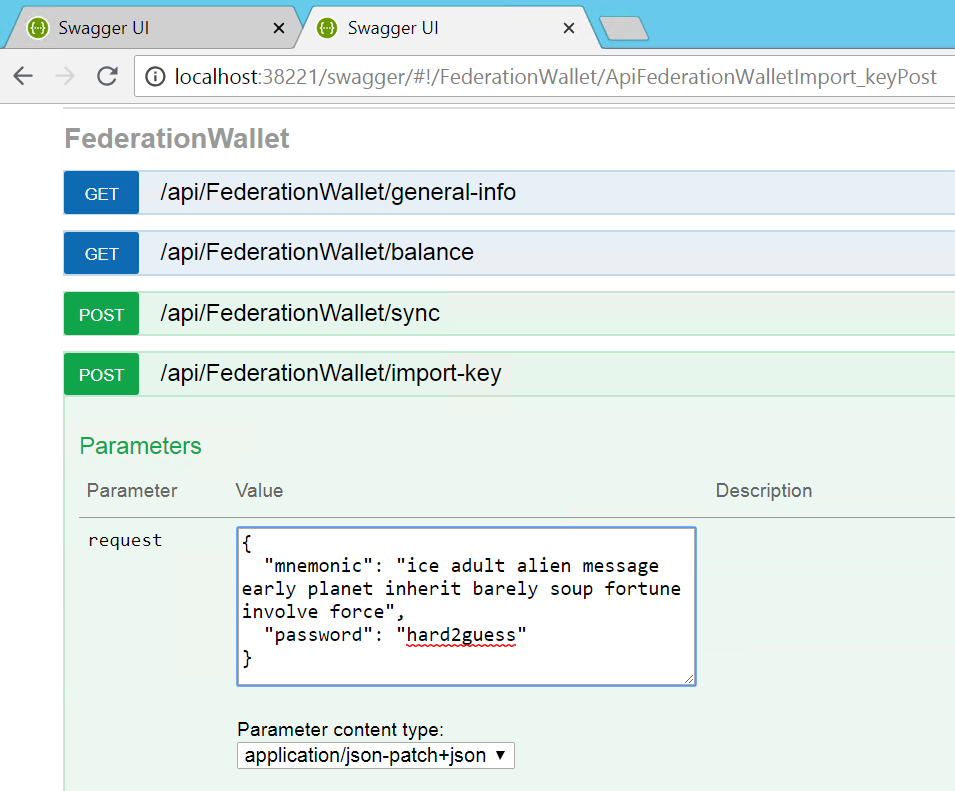 Swagger UI
Swagger UI
localhost:38221/swagger/#!/FederationWallet/ApiFederationWalletImport_keyPost
FederationWallet
GET /api/FederationWallet/general-info
GET /api/FederationWallet/balance
POST /api/FederationWallet/sync
POST /api/FederationWallet/import-key
Parameters
Parameter Value Description
request
{
"mnemonic": "ice adult alien message
early planet inherit barely soup fortune
involve force",
"password": "hard2guess"
}
Parameter content type:
application/json-patch+json